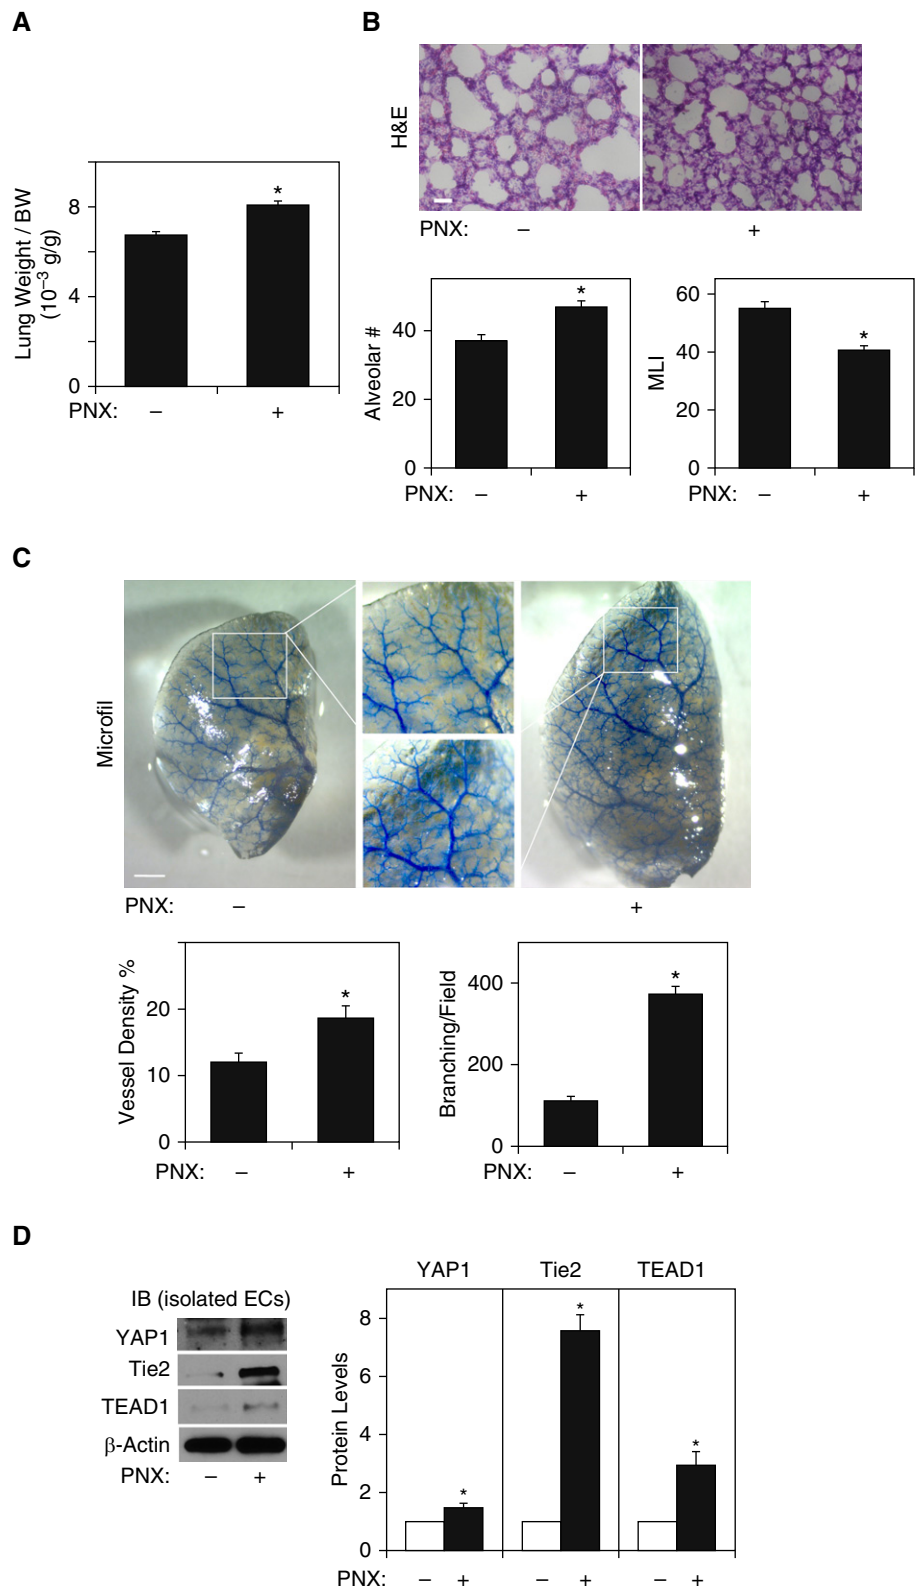 A
Lung Weight / BW
(10⁻³ g/g)
8
4
0
PNX: – +
B
H&E
PNX: – +
Alveolar #
40
20
0
*
PNX: – +
MLI
60
40
20
0
*
PNX: – +
C
Microfil
PNX: – +
Vessel Density %
20
10
0
*
PNX: – +
Branching/Field
400
200
0
*
PNX: – +
D
IB (isolated ECs)
YAP1
Tie2
TEAD1
β-Actin
PNX: – +
YAP1 Tie2 TEAD1
Protein Levels
8
6
4
2
0
* * *
PNX: – + – + – +